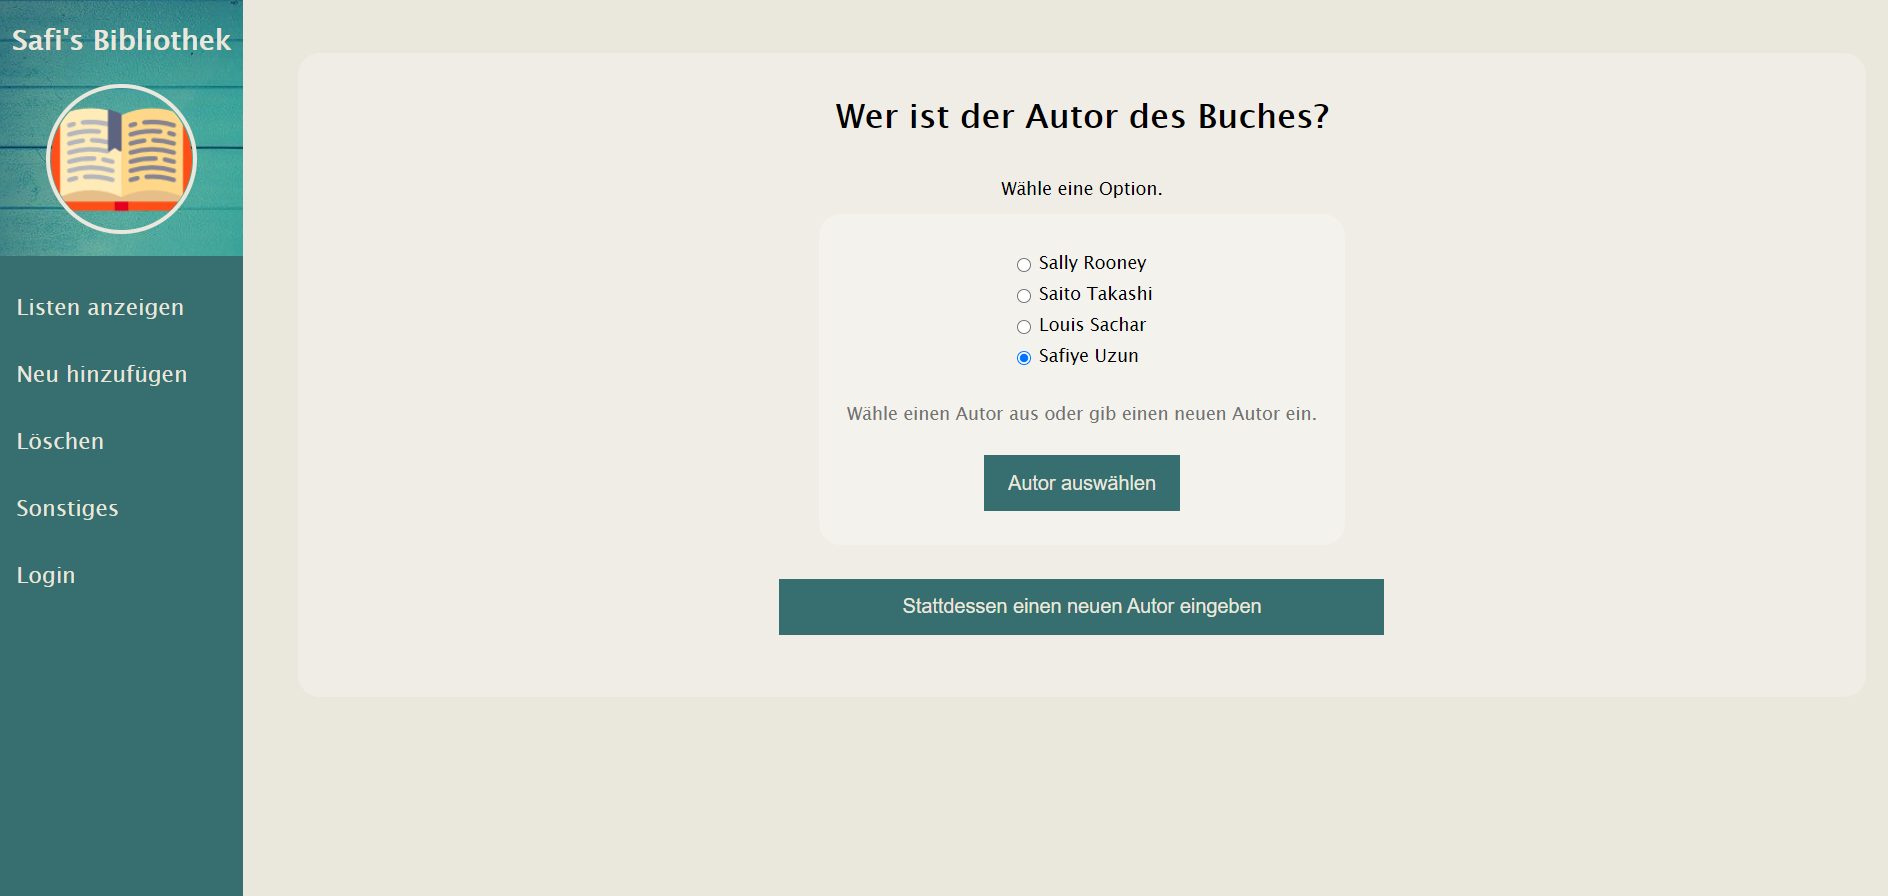 Safi's Bibliothek
Listen anzeigen
Neu hinzufügen
Löschen
Sonstiges
Login
Wer ist der Autor des Buches?
Wähle eine Option.
Sally Rooney
Saito Takashi
Louis Sachar
Safiye Uzun
Wähle einen Autor aus oder gib einen neuen Autor ein.
Autor auswählen
Stattdessen einen neuen Autor eingeben